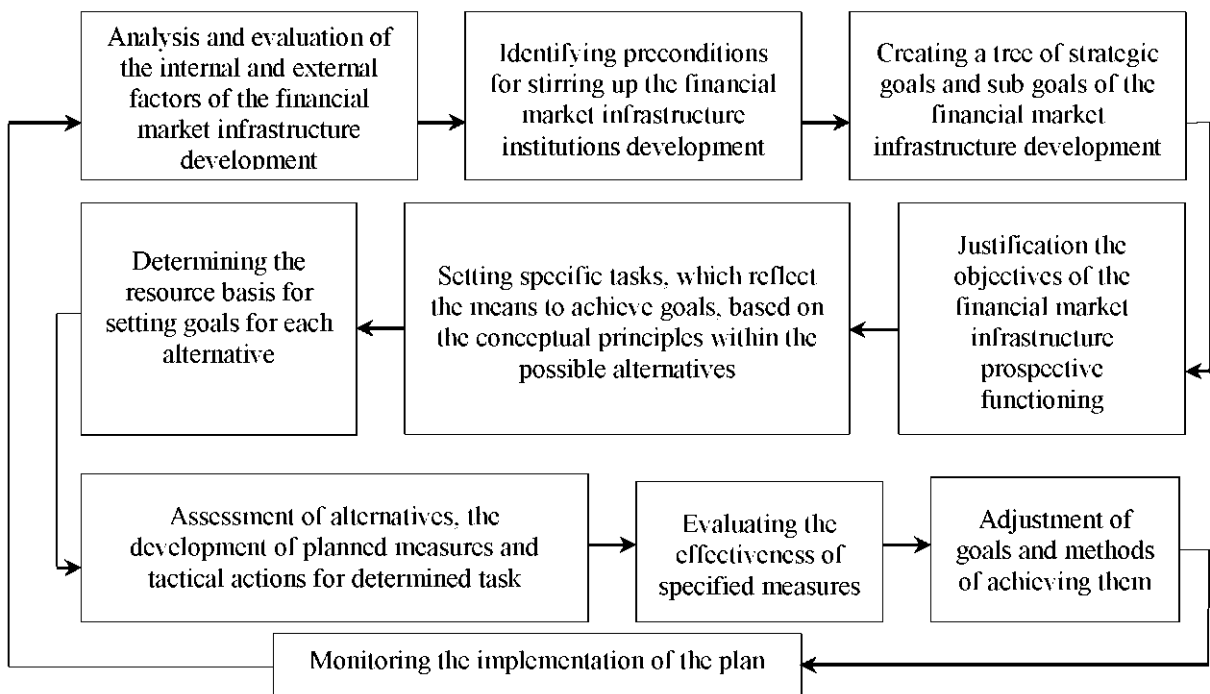 Analysis and evaluation of
the internal and external
factors of the financial
market infrastructure
development
Identifying preconditions
for stirring up the financial
market infrastructure
institutions development
Creating a tree of strategic
goals and sub goals of the
financial market
infrastructure development
Justification the
objectives of the
financial market
infrastructure
prospective
functioning
Setting specific tasks, which reflect
the means to achieve goals, based on
the conceptual principles within the
possible alternatives
Determining the
resource basis for
setting goals for each
alternative
Assessment of alternatives, the
development of planned measures and
tactical actions for determined task
Evaluating the
effectiveness of
specified measures
Adjustment of
goals and methods
of achieving them
Monitoring the implementation of the plan